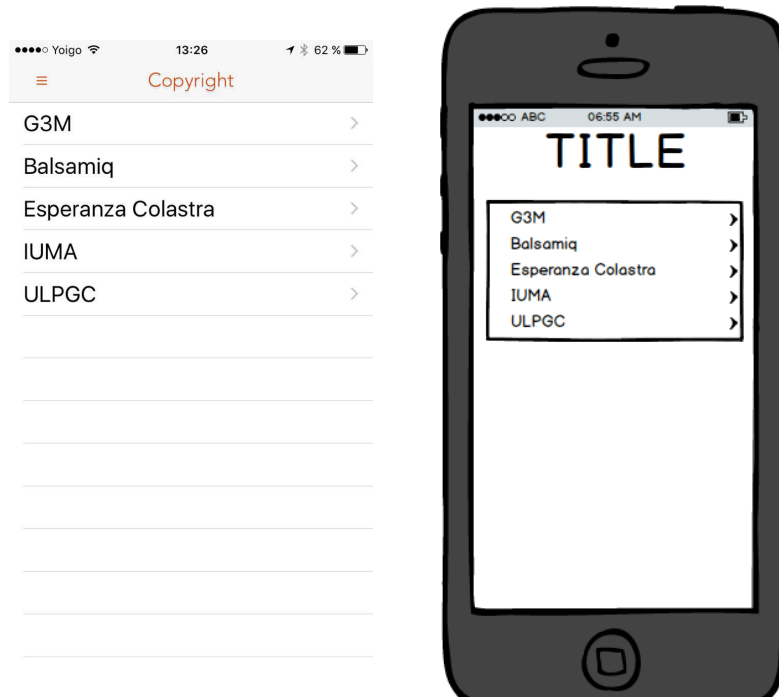 Yoigo 13:26 62 %
Copyright
G3M
Balsamiq
Esperanza Colastra
IUMA
ULPGC
ABC 06:55 AM
TITLE
G3M
Balsamiq
Esperanza Colastra
IUMA
ULPGC